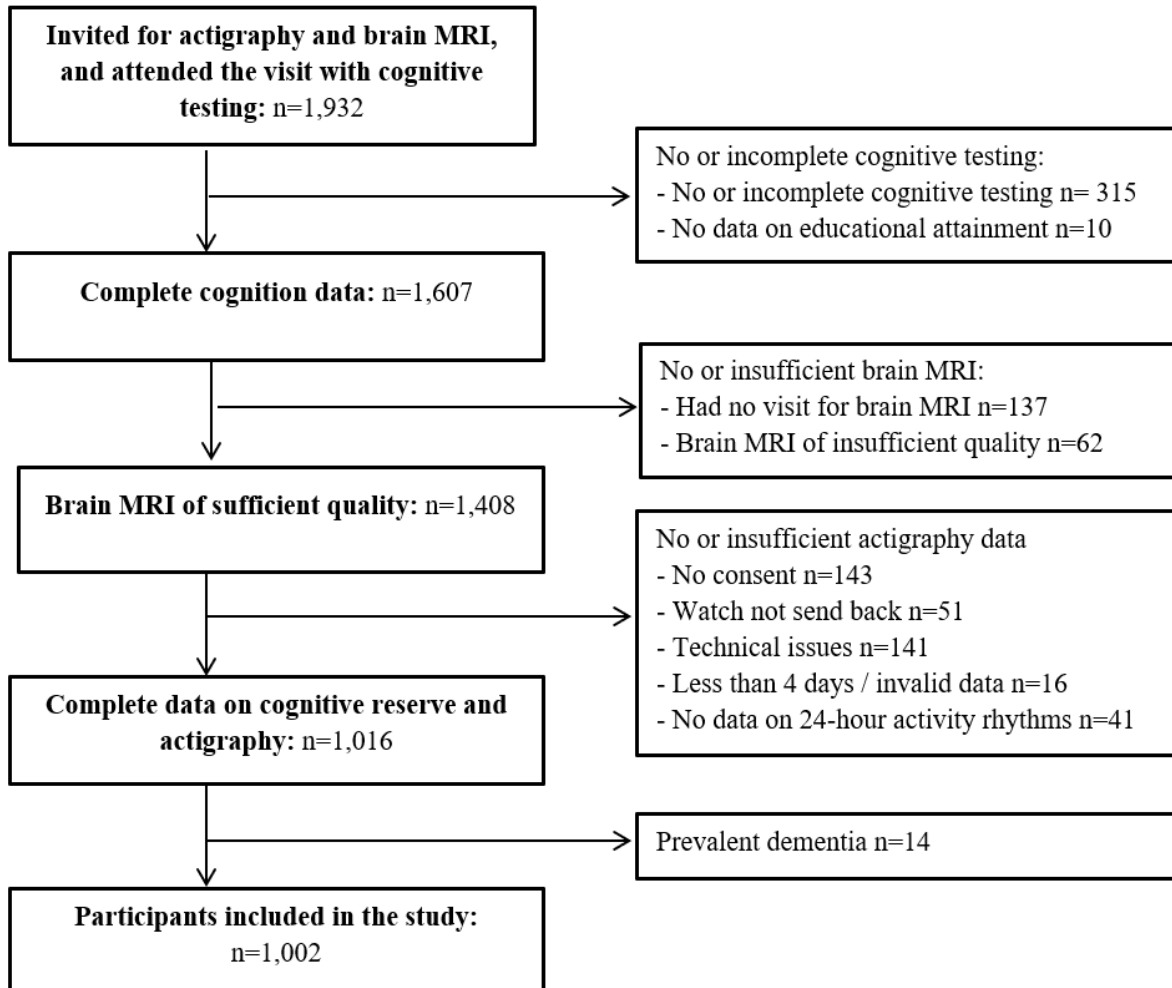 Invited for actigraphy and brain MRI,
and attended the visit with cognitive
testing: n=1,932
No or incomplete cognitive testing:
- No or incomplete cognitive testing n= 315
- No data on educational attainment n=10
Complete cognition data: n=1,607
No or insufficient brain MRI:
- Had no visit for brain MRI n=137
- Brain MRI of insufficient quality n=62
Brain MRI of sufficient quality: n=1,408
No or insufficient actigraphy data
- No consent n=143
- Watch not send back n=51
- Technical issues n=141
- Less than 4 days / invalid data n=16
- No data on 24-hour activity rhythms n=41
Complete data on cognitive reserve and
actigraphy: n=1,016
Prevalent dementia n=14
Participants included in the study:
n=1,002